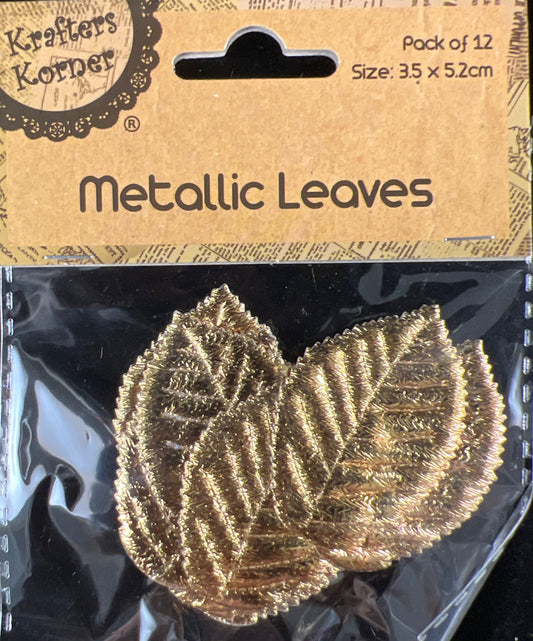 Krafters
Korner
®
Pack of 12
Size: 3.5 x 5.2cm
Metallic Leaves